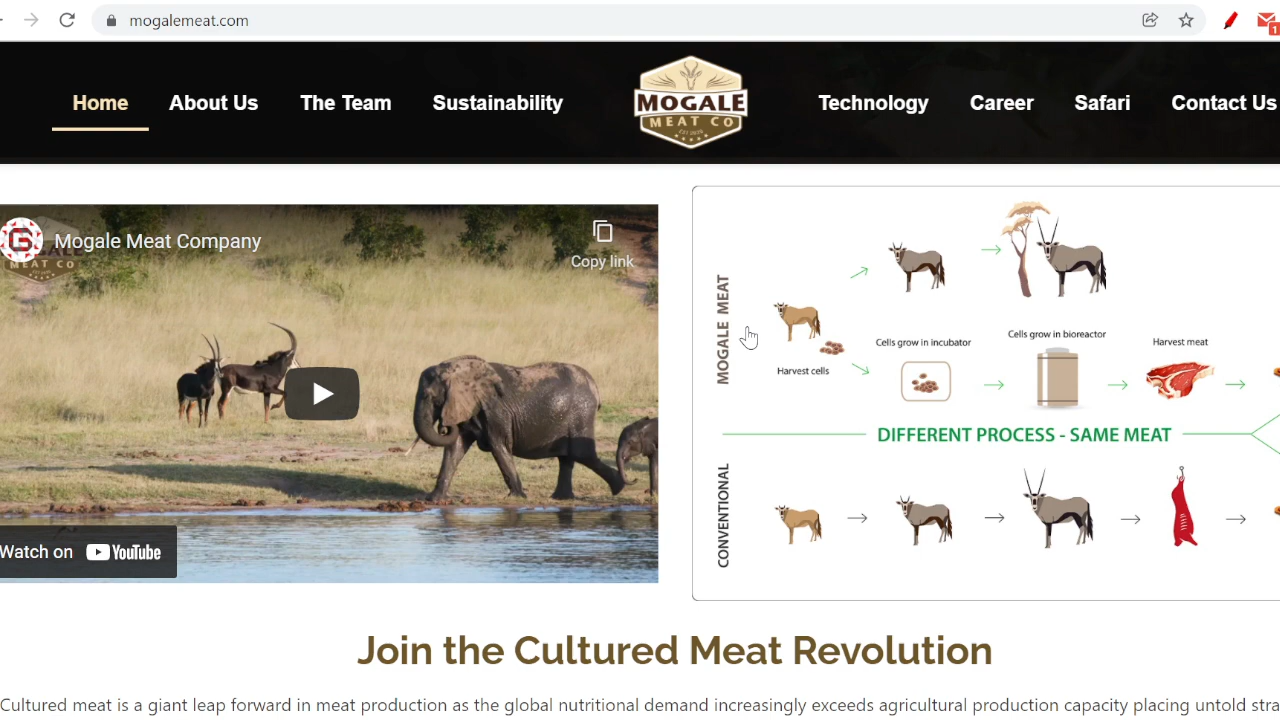 mogalemeat.com
1
Home
About Us
The Team
Sustainability
MOGALE
MEAT CO
Technology
Career
Safari
Contact Us
Mogale Meat Company
Copy link
Watch on YouTube
MOGALE MEAT
Harvest cells
Cells grow in incubator
Cells grow in bioreactor
Harvest meat
DIFFERENT PROCESS - SAME MEAT
CONVENTIONAL
Join the Cultured Meat Revolution
Cultured meat is a giant leap forward in meat production as the global nutritional demand increasingly exceeds agricultural production capacity placing untold stra